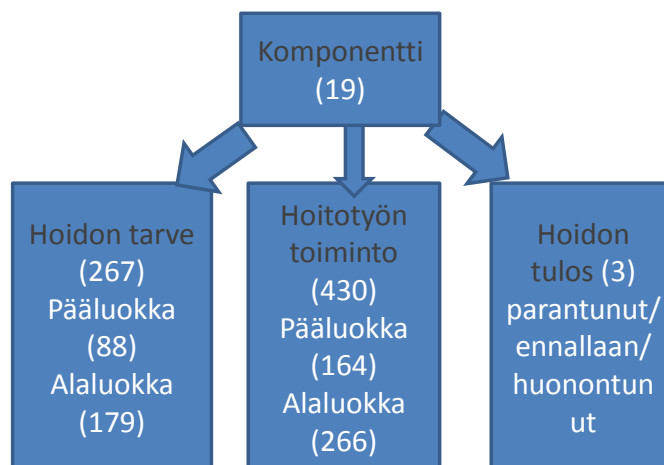 Komponentti
(19)
Hoidon tarve
(267)
Pääluokka
(88)
Alaluokka
(179)
Hoitotyön
toiminto
(430)
Pääluokka
(164)
Alaluokka
(266)
Hoidon
tulos (3)
parantunut/
ennallaan/
huonontun
ut